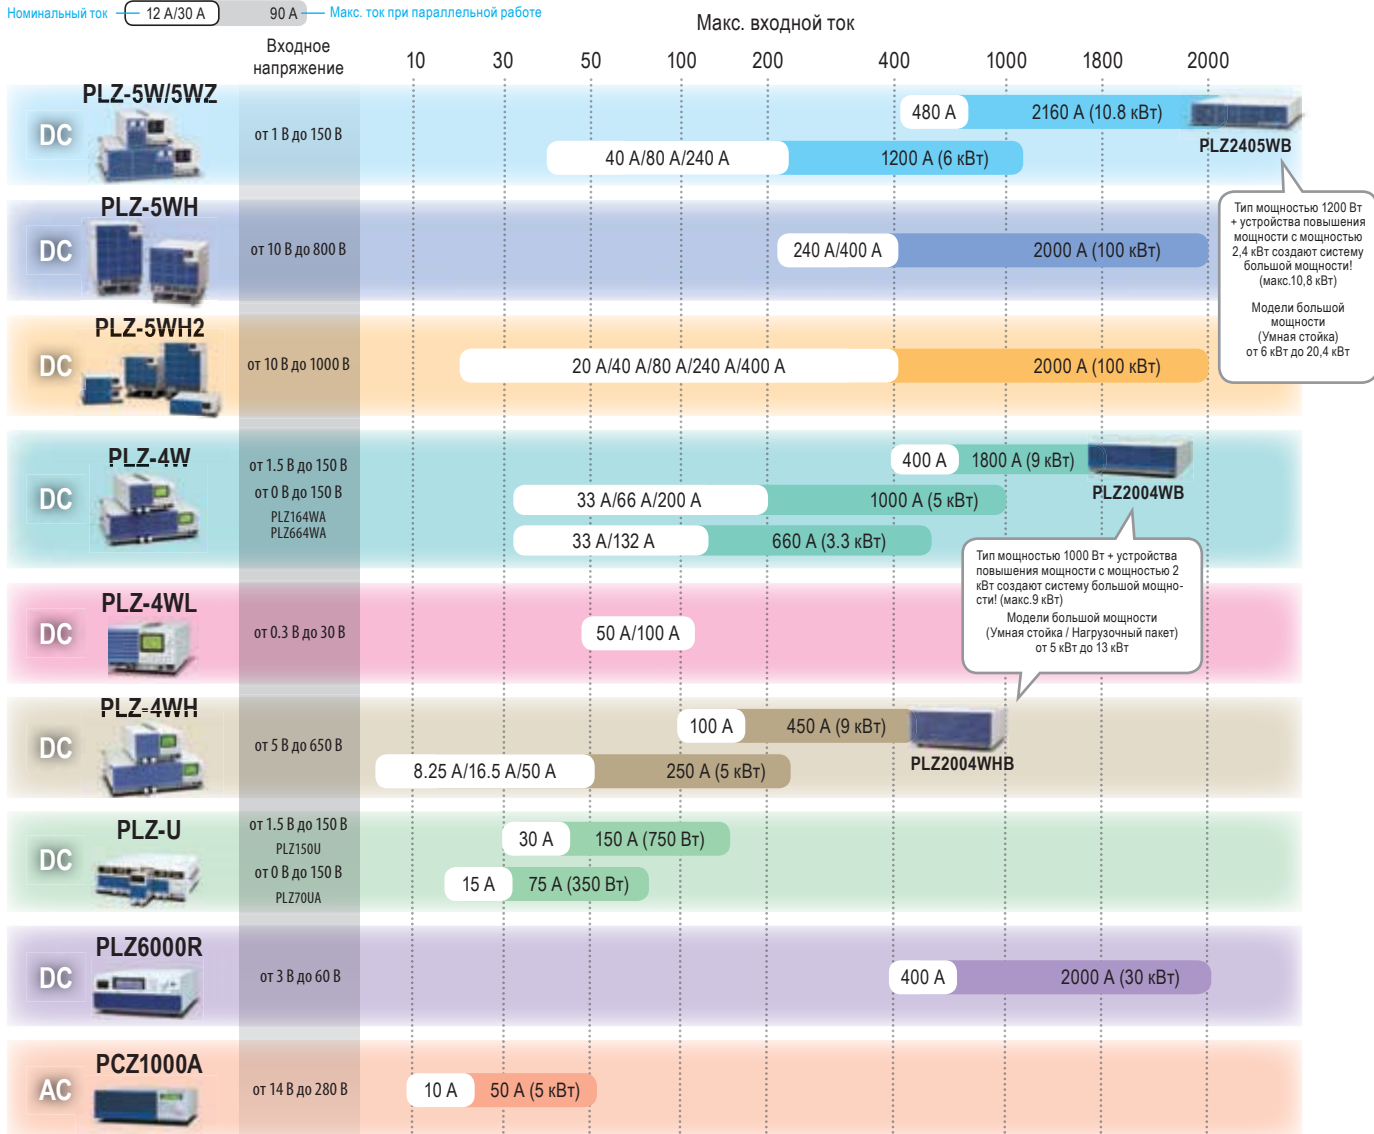 Номинальный ток
12 А/30 А
90 А
Макс. ток при параллельной работе
Макс. входной ток
Входное
напряжение
10
30
50
100
200
400
1000
1800
2000
PLZ-5W/5WZ
DC
от 1 В до 150 В
480 А
2160 А (10.8 кВт)
PLZ2405WB
40 А/80 А/240 А
1200 А (6 кВт)
Тип мощностью 1200 Вт
+ устройства повышения
мощности с мощностью
2,4 кВт создают систему
большой мощности!
(макс.10,8 кВт)
Модели большой
мощности
(Умная стойка)
от 6 кВт до 20,4 кВт
PLZ-5WH
DC
от 10 В до 800 В
240 А/400 А
2000 А (100 кВт)
PLZ-5WH2
DC
от 10 В до 1000 В
20 А/40 А/80 А/240 А/400 А
2000 А (100 кВт)
PLZ-4W
DC
от 1.5 В до 150 В
от 0 В до 150 В
PLZ164WA
PLZ664WA
400 А
1800 А (9 кВт)
PLZ2004WB
33 А/66 А/200 А
1000 А (5 кВт)
33 А/132 А
660 А (3.3 кВт)
Тип мощностью 1000 Вт + устройства
повышения мощности с мощностью 2
кВт создают систему большой мощно-
сти! (макс.9 кВт)
Модели большой мощности
(Умная стойка / Нагрузочный пакет)
от 5 кВт до 13 кВт
PLZ-4WL
DC
от 0.3 В до 30 В
50 А/100 А
PLZ-4WH
DC
от 5 В до 650 В
100 А
450 А (9 кВт)
PLZ2004WHB
8.25 А/16.5 А/50 А
250 А (5 кВт)
PLZ-U
DC
от 1.5 В до 150 В
PLZ150U
от 0 В до 150 В
PLZ70UA
30 А
150 А (750 Вт)
15 А
75 А (350 Вт)
PLZ6000R
DC
от 3 В до 60 В
400 А
2000 А (30 кВт)
PCZ1000A
AC
от 14 В до 280 В
10 А
50 А (5 кВт)